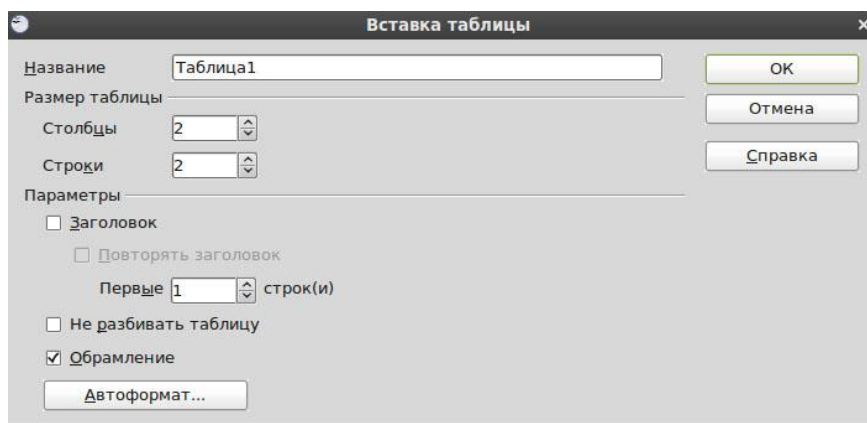 Вставка таблицы
Название Таблица1
Размер таблицы
Столбцы 2
Строки 2
Параметры
Заголовок
Повторять заголовок
Первые 1 строк(и)
Не разбивать таблицу
Обрамление
Автоформат...
ОК
Отмена
Справка